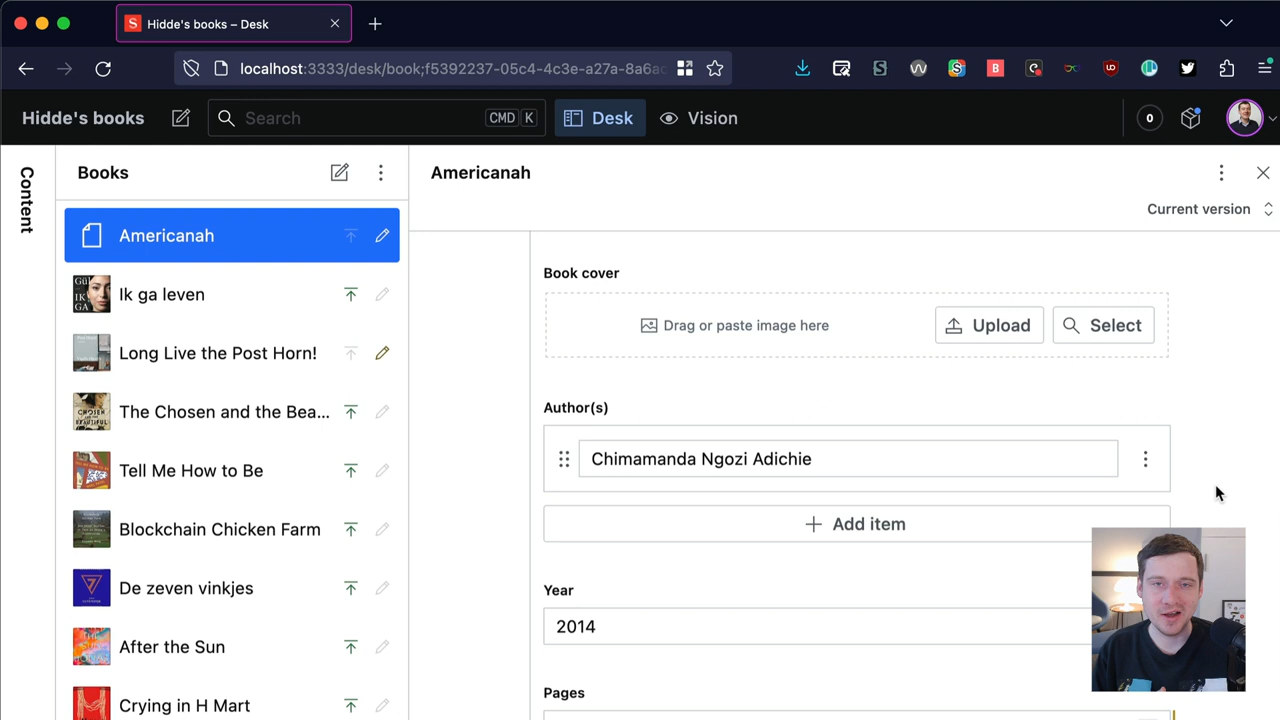 Hidde's books – Desk
localhost:3333/desk/book;f5392237-05c4-4c3e-a27a-8a6ac
Hidde's books
Search
CMD K
Desk
Vision
0
Content
Books
Americanah
Ik ga leven
Long Live the Post Horn!
The Chosen and the Bea...
Tell Me How to Be
Blockchain Chicken Farm
De zeven vinkjes
After the Sun
Crying in H Mart
Americanah
Current version
Book cover
Drag or paste image here
Upload
Select
Author(s)
Chimamanda Ngozi Adichie
Add item
Year
2014
Pages